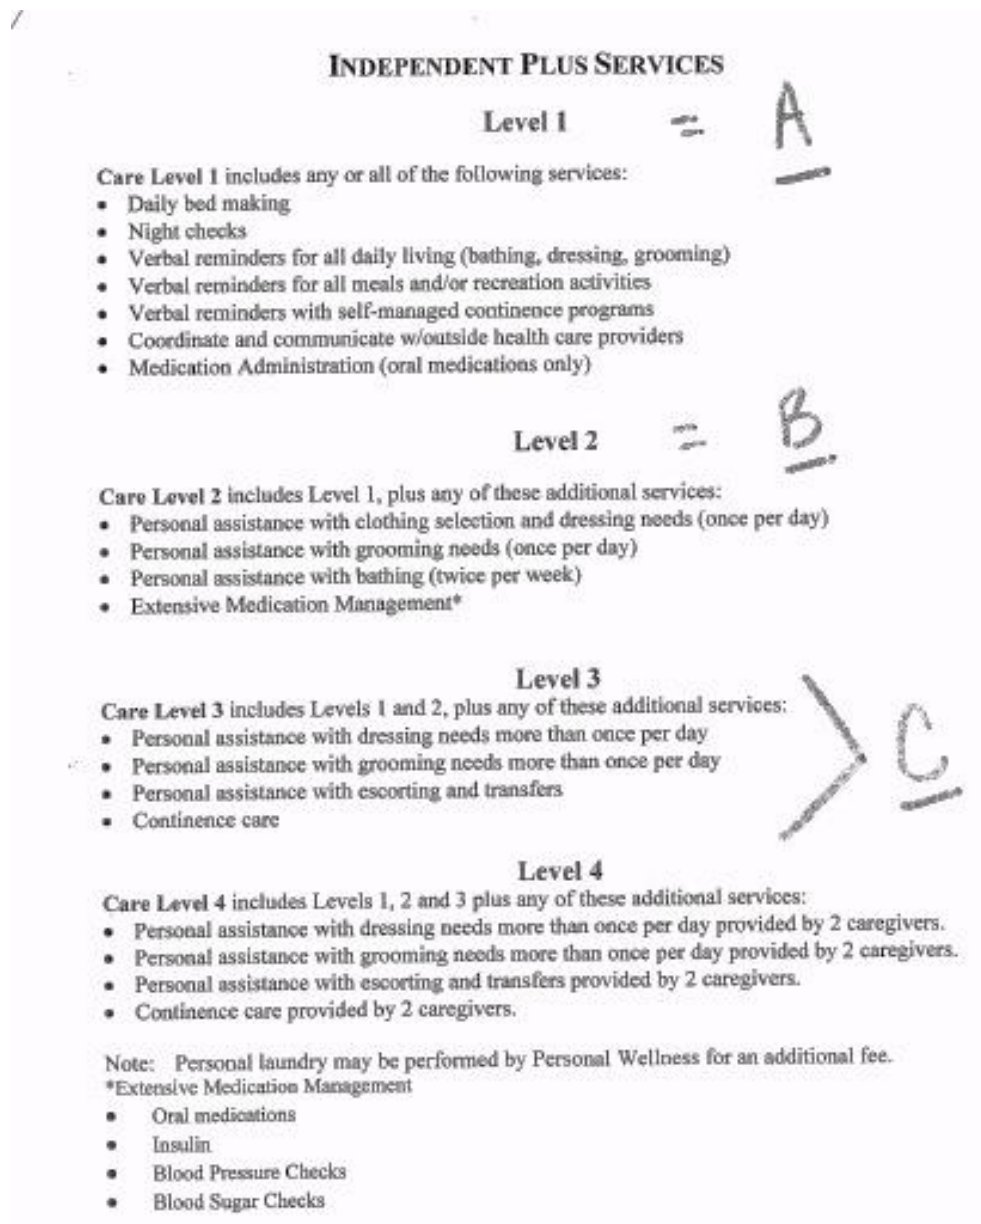 INDEPENDENT PLUS SERVICES
Level 1 = A
Care Level 1 includes any or all of the following services:
• Daily bed making
• Night checks
• Verbal reminders for all daily living (bathing, dressing, grooming)
• Verbal reminders for all meals and/or recreation activities
• Verbal reminders with self-managed continence programs
• Coordinate and communicate w/outside health care providers
• Medication Administration (oral medications only)
Level 2 = B
Care Level 2 includes Level 1, plus any of these additional services:
• Personal assistance with clothing selection and dressing needs (once per day)
• Personal assistance with grooming needs (once per day)
• Personal assistance with bathing (twice per week)
• Extensive Medication Management*
Level 3
Care Level 3 includes Levels 1 and 2, plus any of these additional services:
• Personal assistance with dressing needs more than once per day
• Personal assistance with grooming needs more than once per day
• Personal assistance with escorting and transfers
• Continence care
> C
Level 4
Care Level 4 includes Levels 1, 2 and 3 plus any of these additional services:
• Personal assistance with dressing needs more than once per day provided by 2 caregivers.
• Personal assistance with grooming needs more than once per day provided by 2 caregivers.
• Personal assistance with escorting and transfers provided by 2 caregivers.
• Continence care provided by 2 caregivers.
Note: Personal laundry may be performed by Personal Wellness for an additional fee.
*Extensive Medication Management
• Oral medications
• Insulin
• Blood Pressure Checks
• Blood Sugar Checks